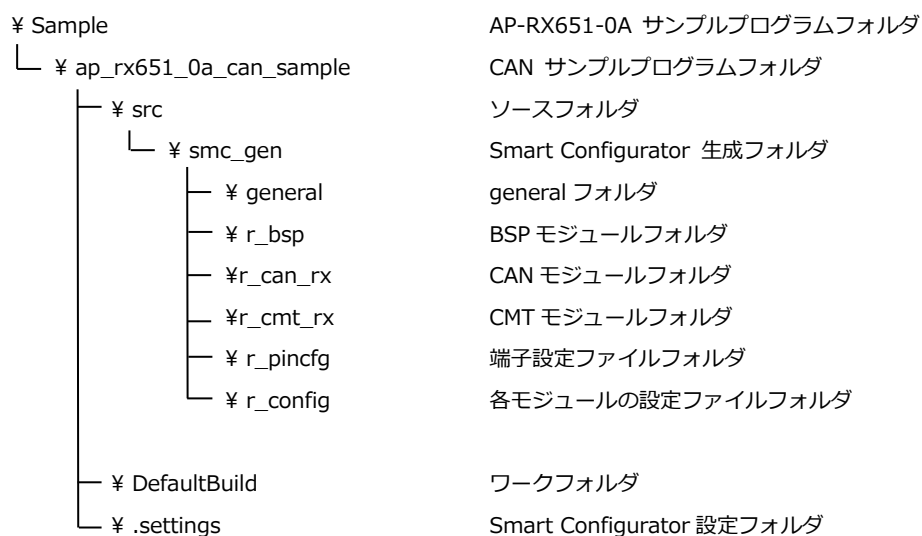 ¥ Sample AP-RX651-0A サンプルプログラムフォルダ
¥ ap_rx651_0a_can_sample CAN サンプルプログラムフォルダ
¥ src ソースフォルダ
¥ smc_gen Smart Configurator 生成フォルダ
¥ general general フォルダ
¥ r_bsp BSP モジュールフォルダ
¥r_can_rx CAN モジュールフォルダ
¥r_cmt_rx CMT モジュールフォルダ
¥ r_pincfg 端子設定ファイルフォルダ
¥ r_config 各モジュールの設定ファイルフォルダ
¥ DefaultBuild ワークフォルダ
¥ .settings Smart Configurator 設定フォルダ